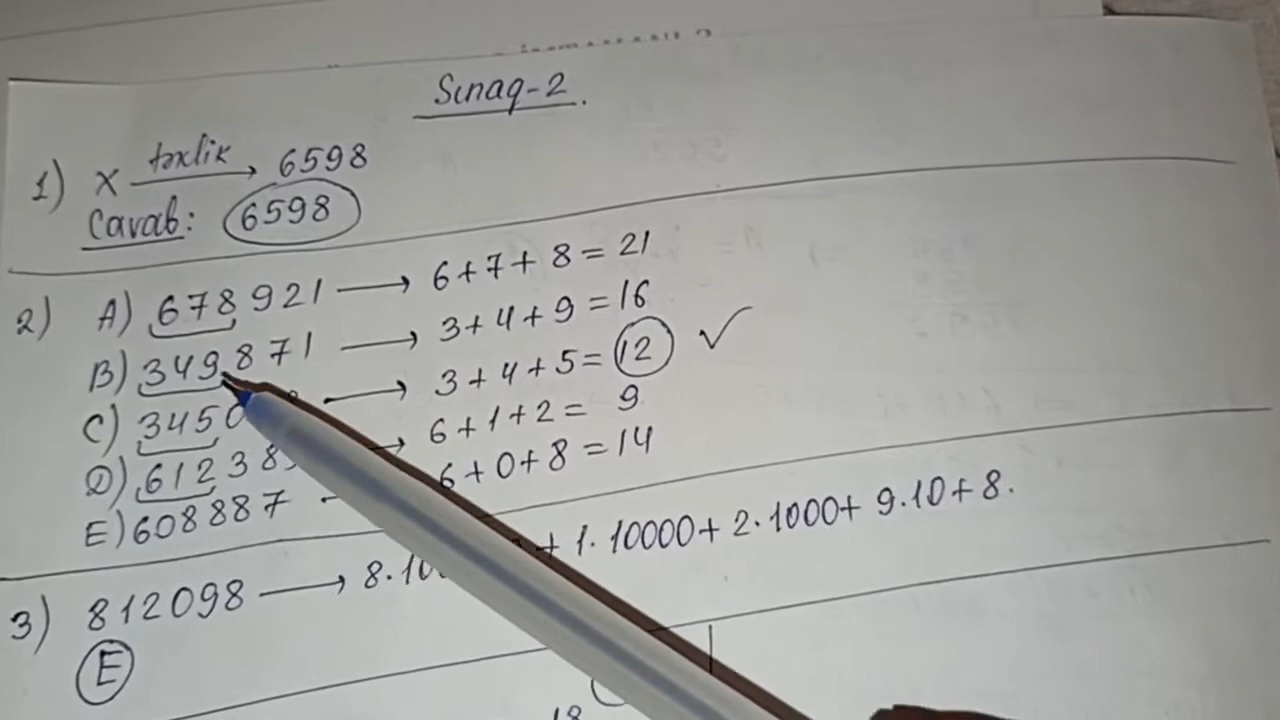 Sınaq-2.
1) X təxlik → 6598
Cavab: 6598
2) A) 678921 → 6+7+8=21
B) 349871 → 3+4+9=16
C) 3450 → 3+4+5=12 ✓
D) 61238 → 6+1+2= 9
E) 608887 → 6+0+8=14
3) 812098 → 8·10 + 1·10000+2·1000+9·10+8.
E
18